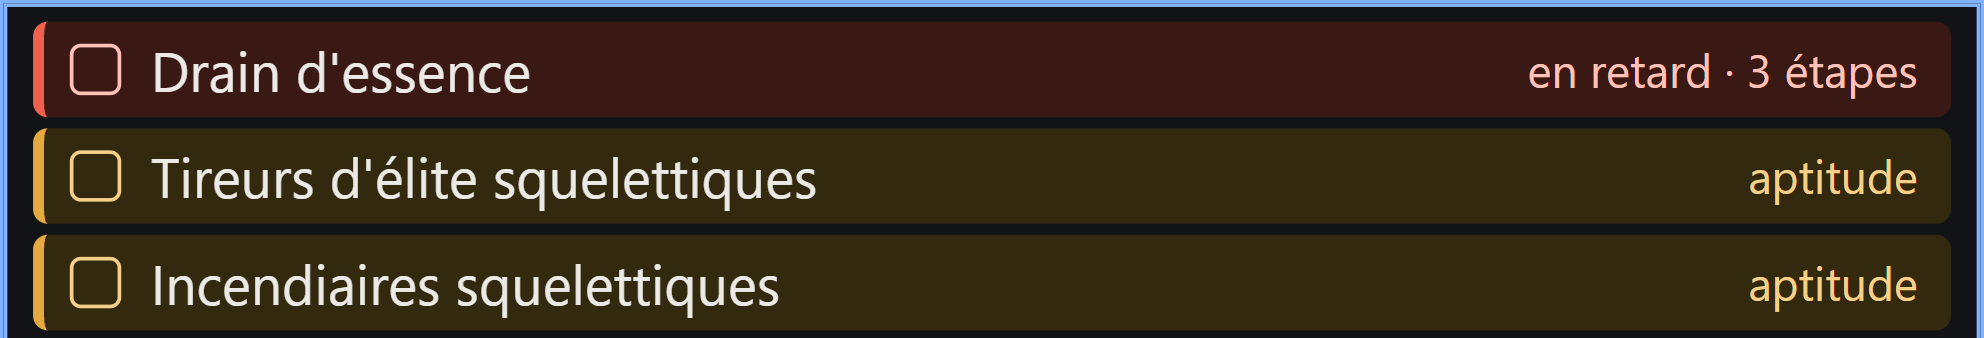 Drain d'essence en retard · 3 étapes
Tireurs d'élite squelettiques aptitude
Incendiaires squelettiques aptitude